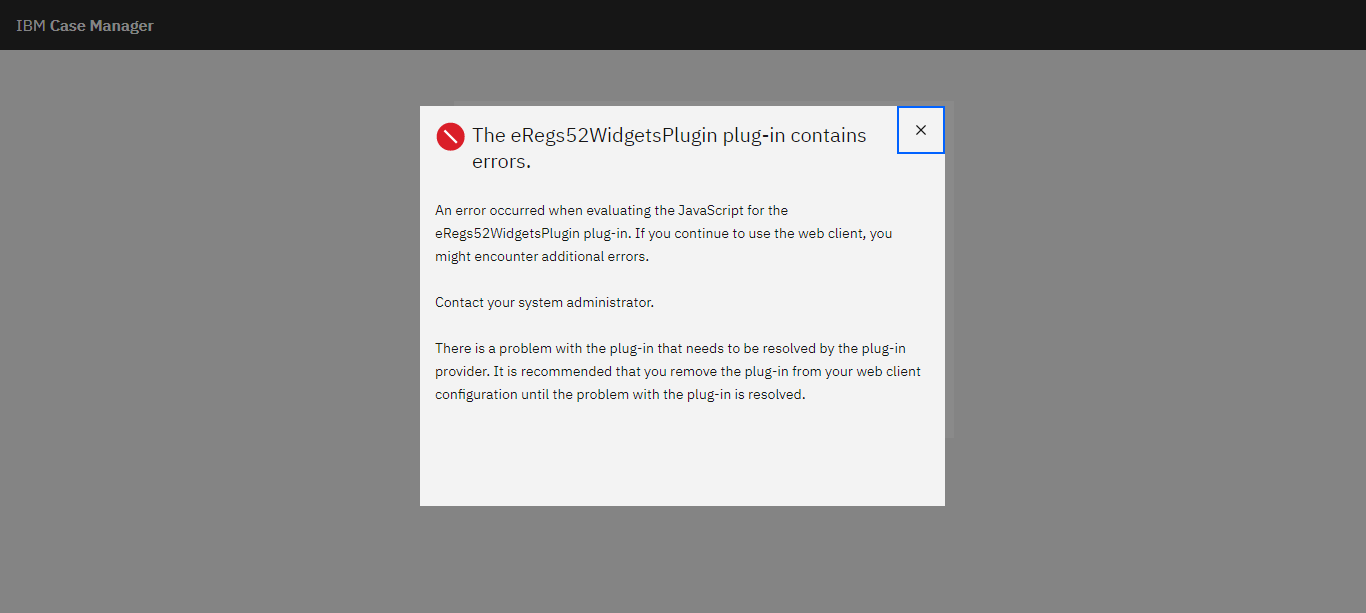 IBM Case Manager
The eRegs52WidgetsPlugin plug-in contains
errors.
An error occurred when evaluating the JavaScript for the
eRegs52WidgetsPlugin plug-in. If you continue to use the web client, you
might encounter additional errors.
Contact your system administrator.
There is a problem with the plug-in that needs to be resolved by the plug-in
provider. It is recommended that you remove the plug-in from your web client
configuration until the problem with the plug-in is resolved.